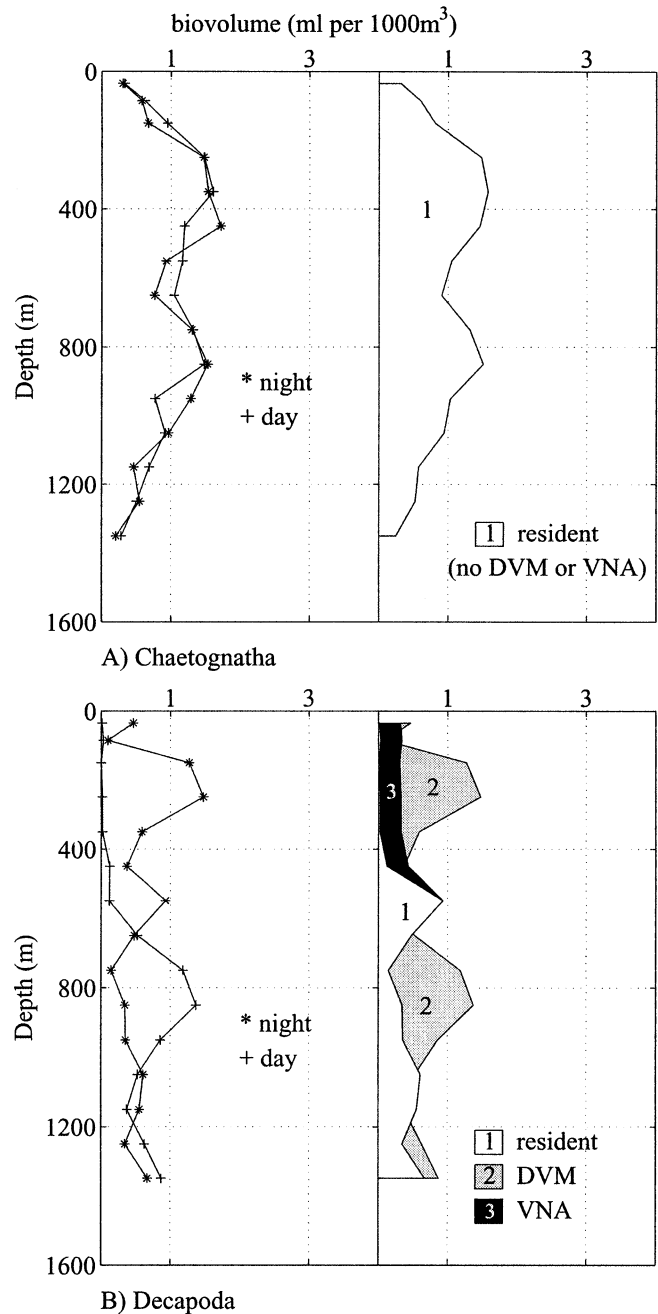 biovolume (ml per 1000m³)
1 3 1 3
0
400
800
1200
1600
Depth (m)
* night
+ day
1
1 resident
(no DVM or VNA)
A) Chaetognatha
1 3 1 3
0
400
800
1200
1600
Depth (m)
* night
+ day
3 2
1
2
1 resident
2 DVM
3 VNA
B) Decapoda